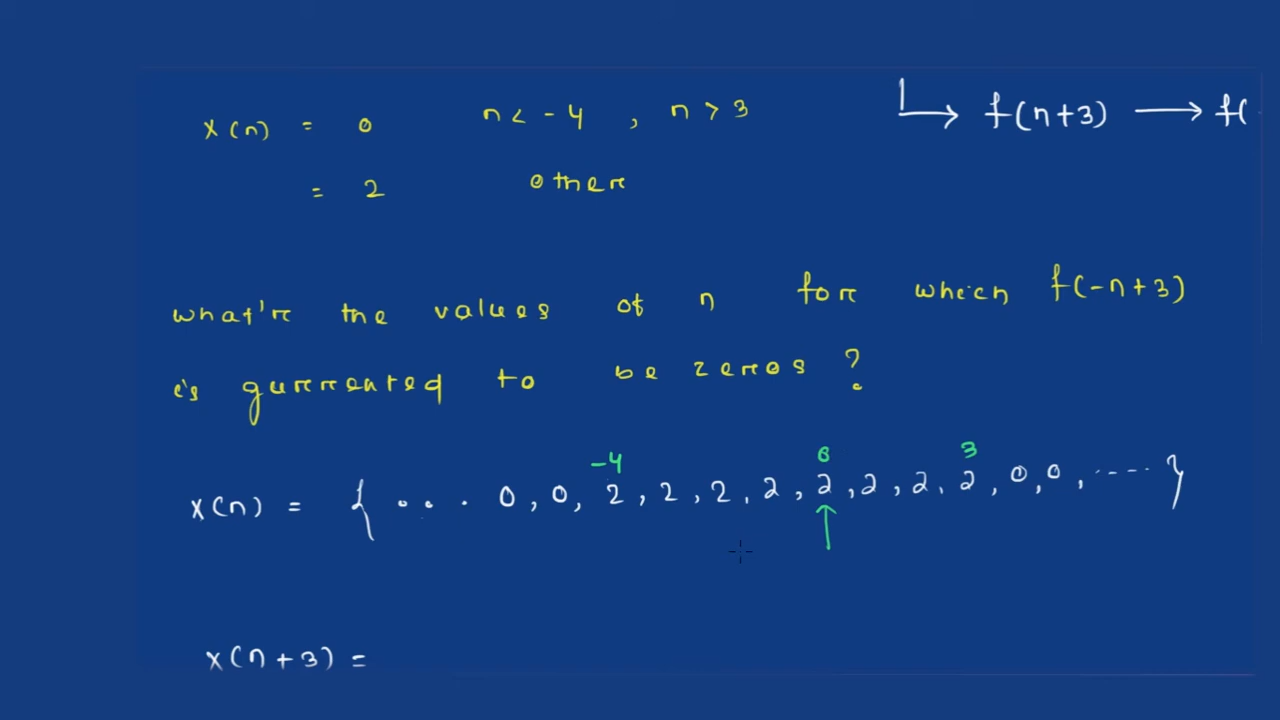 x(n) = 0 n < -4 , n > 3
↳ f(n+3) → f(
= 2 other
what're the values of n for which f(-n+3)
is gurrented to be zeros ?
-4 0 3
x(n) = { .. . 0, 0, 2, 2, 2, 2, 2, 2, 2, 2, 0, 0, ..... }
↑
x(n+3) =